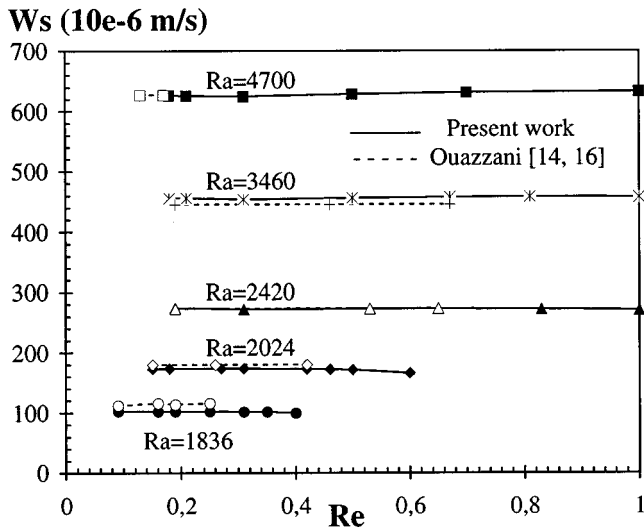 Ws (10e-6 m/s)
700
600
500
400
300
200
100
0
Ra=4700
Present work
Ouazzani [14, 16]
Ra=3460
Ra=2420
Ra=2024
Ra=1836
0
0,2
0,4
0,6
0,8
1
Re